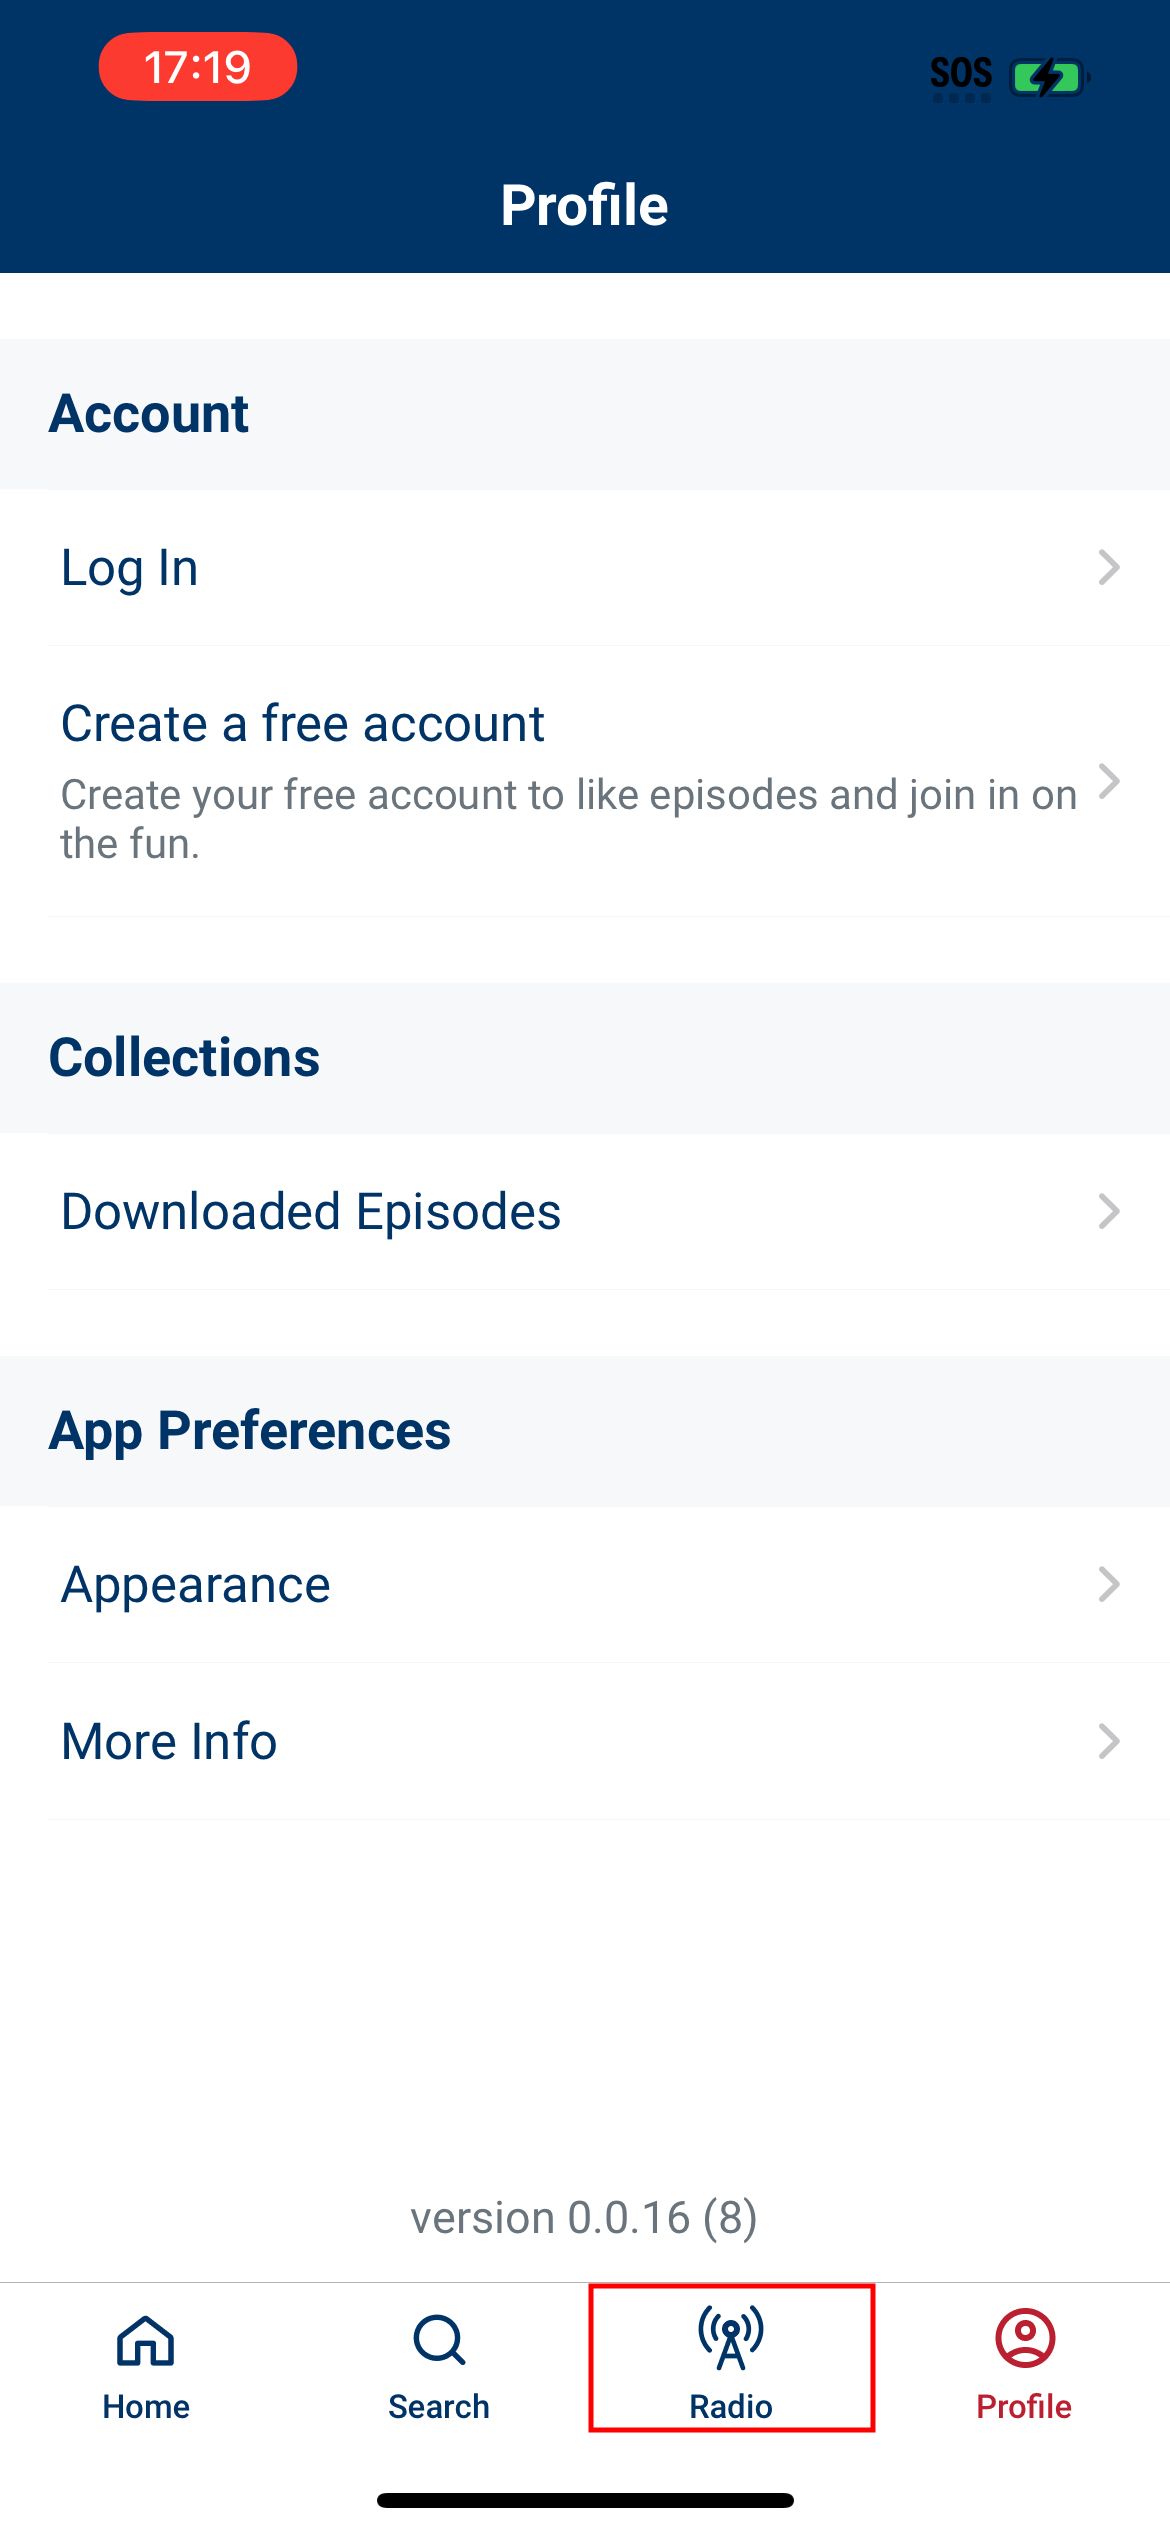 17:19
SOS
Profile
Account
Log In
Create a free account
Create your free account to like episodes and join in on
the fun.
Collections
Downloaded Episodes
App Preferences
Appearance
More Info
version 0.0.16 (8)
Home
Search
Radio
Profile